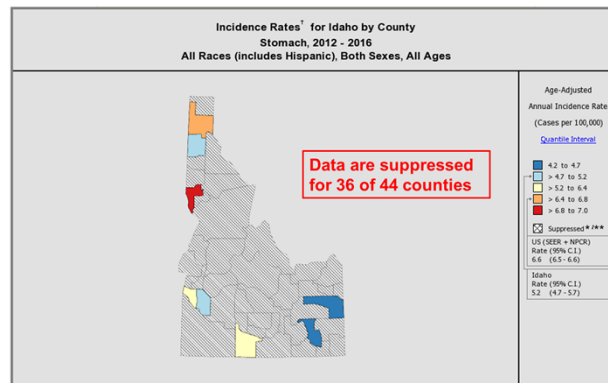 Incidence Rates† for Idaho by County
Stomach, 2012 - 2016
All Races (includes Hispanic), Both Sexes, All Ages
Data are suppressed
for 36 of 44 counties
Age-Adjusted
Annual Incidence Rate
(Cases per 100,000)
Quantile Interval
4.2 to 4.7
> 4.7 to 5.2
> 5.2 to 6.4
> 6.4 to 6.8
> 6.8 to 7.0
Suppressed */**
US (SEER + NPCR)
Rate (95% C.I.)
6.6 (6.5 - 6.6)
Idaho
Rate (95% C.I.)
5.2 (4.7 - 5.7)